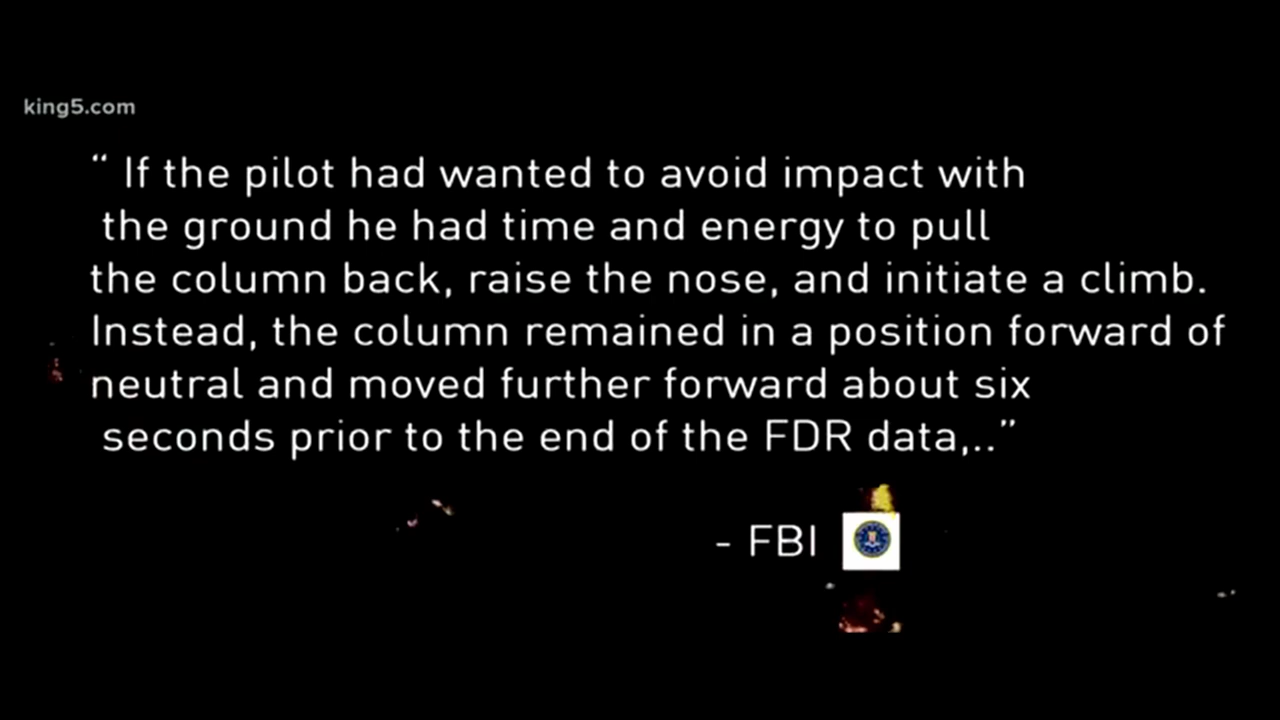 king5.com
“ If the pilot had wanted to avoid impact with
the ground he had time and energy to pull
the column back, raise the nose, and initiate a climb.
Instead, the column remained in a position forward of
neutral and moved further forward about six
seconds prior to the end of the FDR data,..”
- FBI